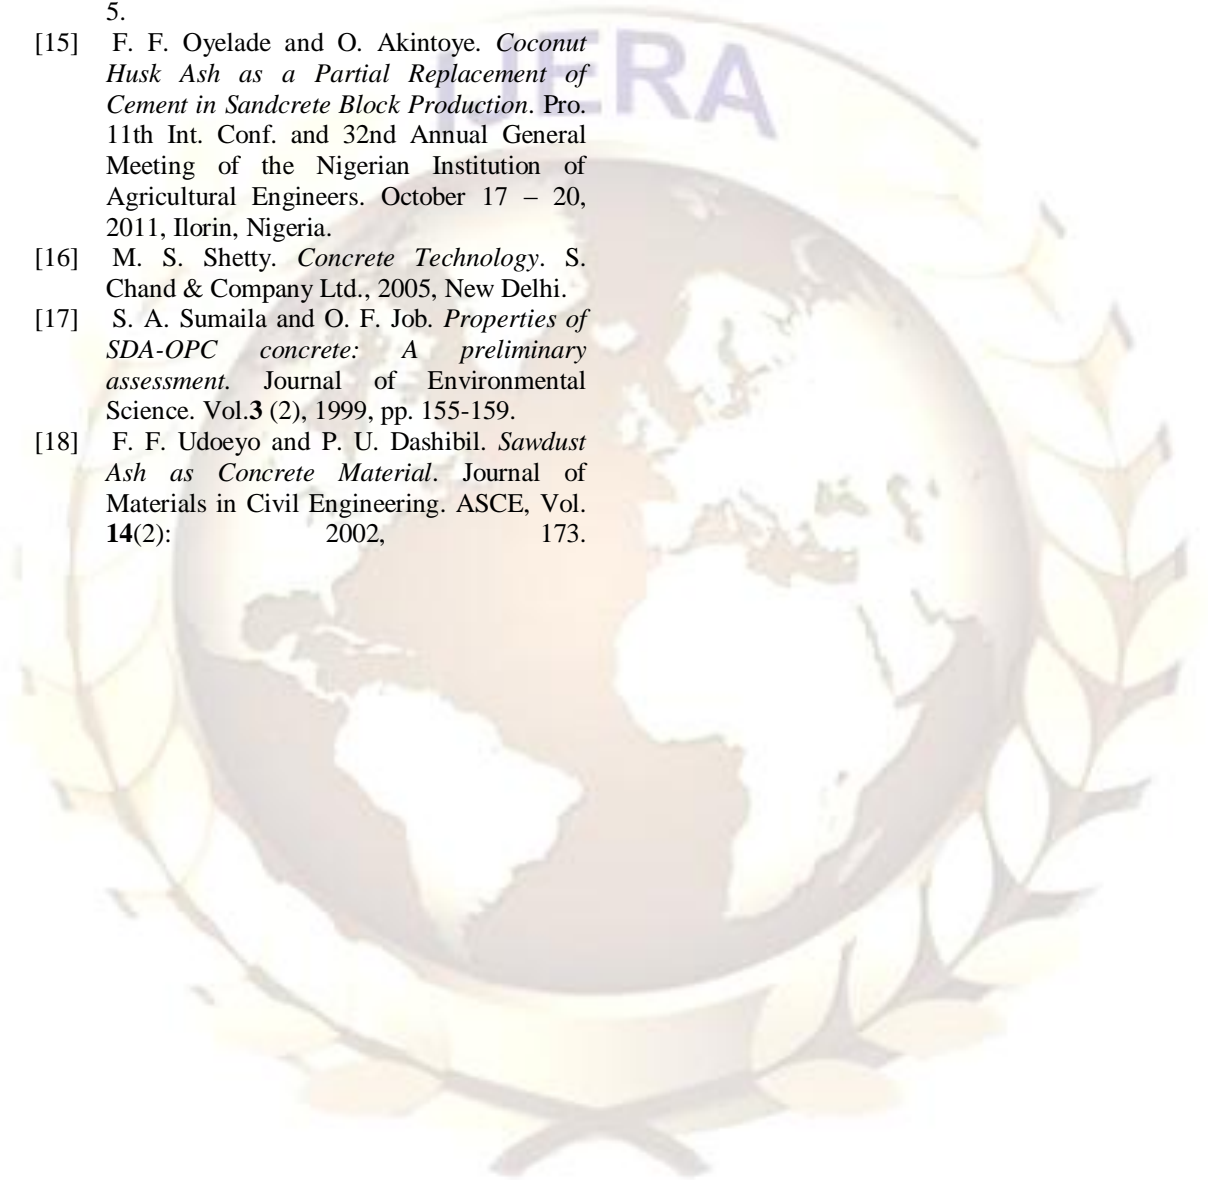 IJERA
5.
[15] F. F. Oyelade and O. Akintoye. Coconut
Husk Ash as a Partial Replacement of
Cement in Sandcrete Block Production. Pro.
11th Int. Conf. and 32nd Annual General
Meeting of the Nigerian Institution of
Agricultural Engineers. October 17 – 20,
2011, Ilorin, Nigeria.
[16] M. S. Shetty. Concrete Technology. S.
Chand & Company Ltd., 2005, New Delhi.
[17] S. A. Sumaila and O. F. Job. Properties of
SDA-OPC concrete: A preliminary
assessment. Journal of Environmental
Science. Vol.3 (2), 1999, pp. 155-159.
[18] F. F. Udoeyo and P. U. Dashibil. Sawdust
Ash as Concrete Material. Journal of
Materials in Civil Engineering. ASCE, Vol.
14(2): 2002, 173.